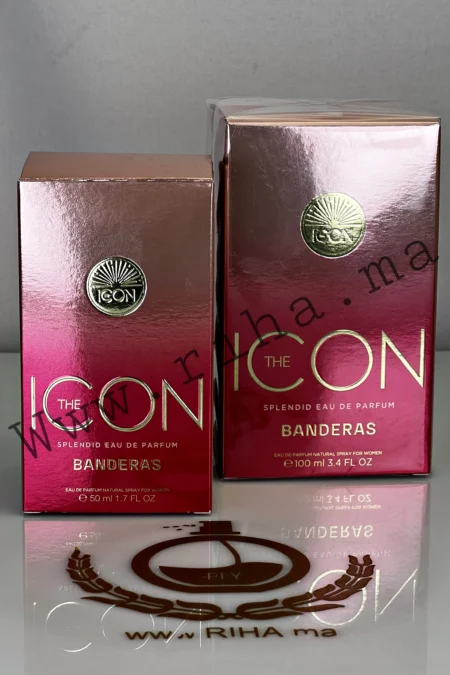 ICON
THE ICON
SPLENDID EAU DE PARFUM
BANDERAS
EAU DE PARFUM NATURAL SPRAY FOR WOMEN
℮ 50 ml 1.7 FL OZ
ICON
THE ICON
SPLENDID EAU DE PARFUM
BANDERAS
EAU DE PARFUM NATURAL SPRAY FOR WOMEN
℮ 100 ml 3.4 FL OZ
www.riha.ma
www RIHA ma